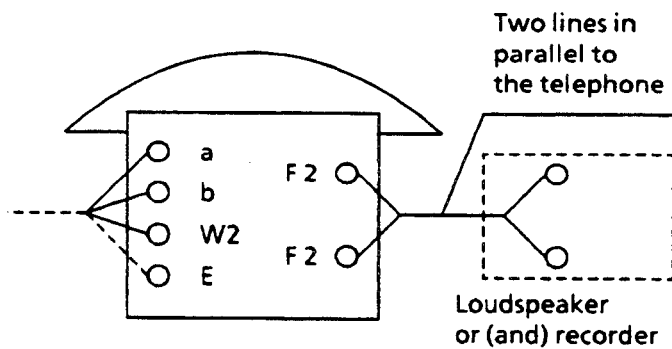 Two lines in
parallel to
the telephone
a
b
W2
E
F 2
F 2
Loudspeaker
or (and) recorder